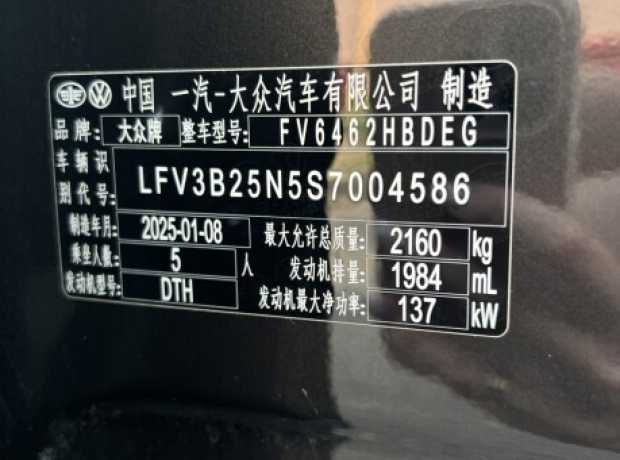 中国 一汽-大众汽车有限公司 制造
品牌: 大众牌 整车型号: FV6462HBDEG
车辆识别代号: LFV3B25N5S7004586
制造年月: 2025-01-08 最大允许总质量: 2160 kg
乘坐人数: 5 人 发动机排量: 1984 mL
发动机型号: DTH 发动机最大净功率: 137 kW